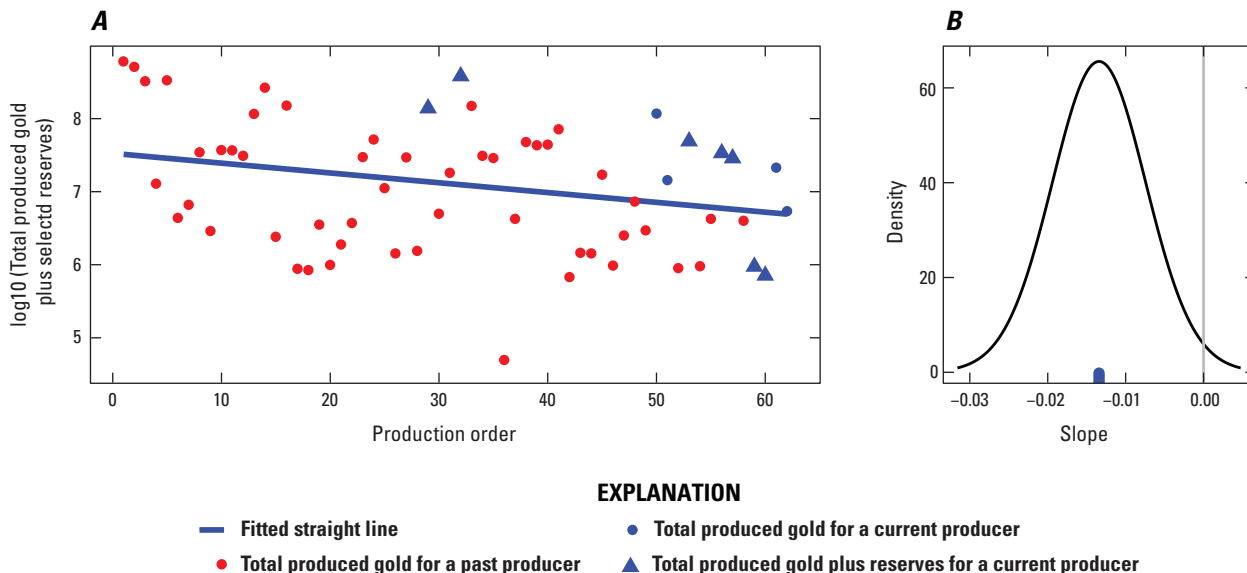 A
log10 (Total produced gold
plus selectd reserves)
8
7
6
5
0
10
20
30
40
50
60
Production order
B
Density
60
40
20
0
−0.03
−0.02
−0.01
0.00
Slope
EXPLANATION
Fitted straight line
Total produced gold for a current producer
Total produced gold for a past producer
Total produced gold plus reserves for a current producer